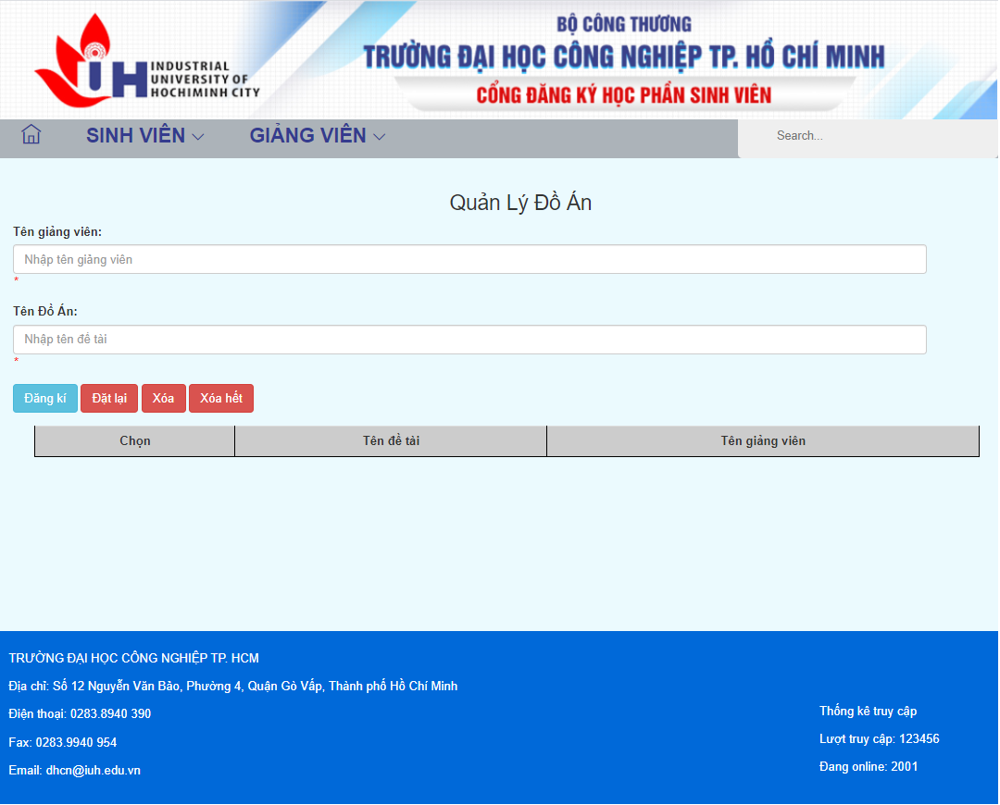 IUH
INDUSTRIAL
UNIVERSITY OF
HOCHIMINH CITY
BỘ CÔNG THƯƠNG
TRƯỜNG ĐẠI HỌC CÔNG NGHIỆP TP. HỒ CHÍ MINH
CỔNG ĐĂNG KÝ HỌC PHẦN SINH VIÊN
SINH VIÊN GIẢNG VIÊN Search...
Quản Lý Đồ Án
Tên giảng viên:
Nhập tên giảng viên
*
Tên Đồ Án:
Nhập tên đề tài
*
Đăng kí Đặt lại Xóa Xóa hết
Chọn Tên đề tài Tên giảng viên
TRƯỜNG ĐẠI HỌC CÔNG NGHIỆP TP. HCM
Địa chỉ: Số 12 Nguyễn Văn Bảo, Phường 4, Quận Gò Vấp, Thành phố Hồ Chí Minh
Điện thoại: 0283.8940 390
Fax: 0283.9940 954
Email: dhcn@iuh.edu.vn
Thống kê truy cập
Lượt truy cập: 123456
Đang online: 2001